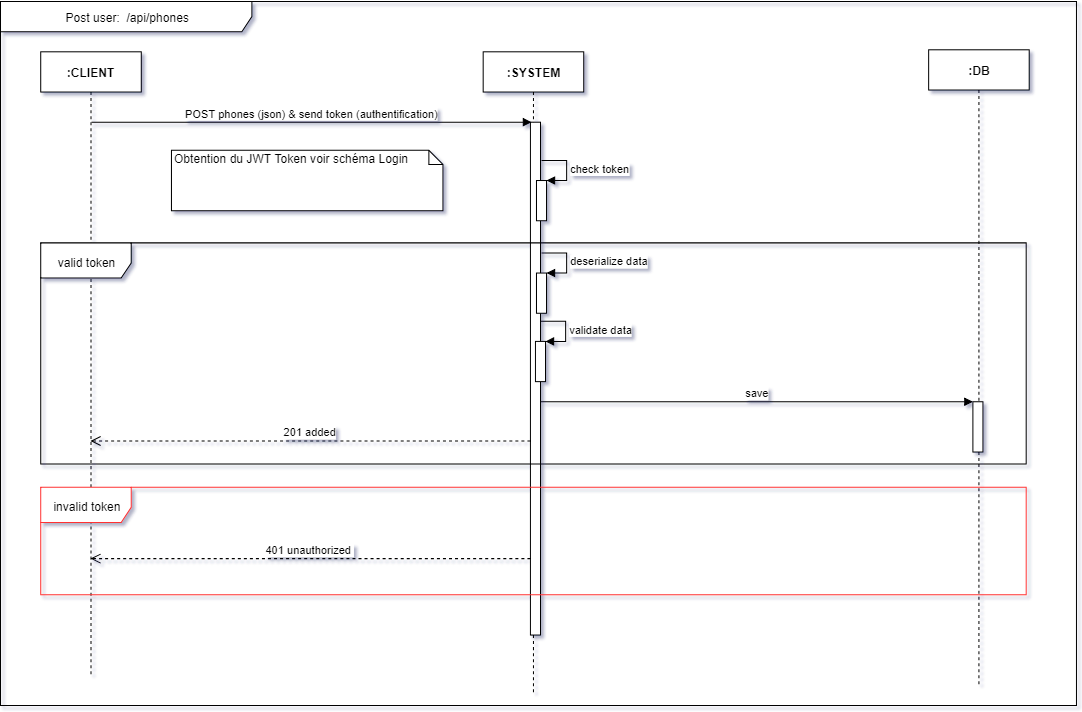 Post user: /api/phones
:CLIENT
:SYSTEM
:DB
POST phones (json) & send token (authentification)
Obtention du JWT Token voir schéma Login
check token
valid token
deserialize data
validate data
save
201 added
invalid token
401 unauthorized